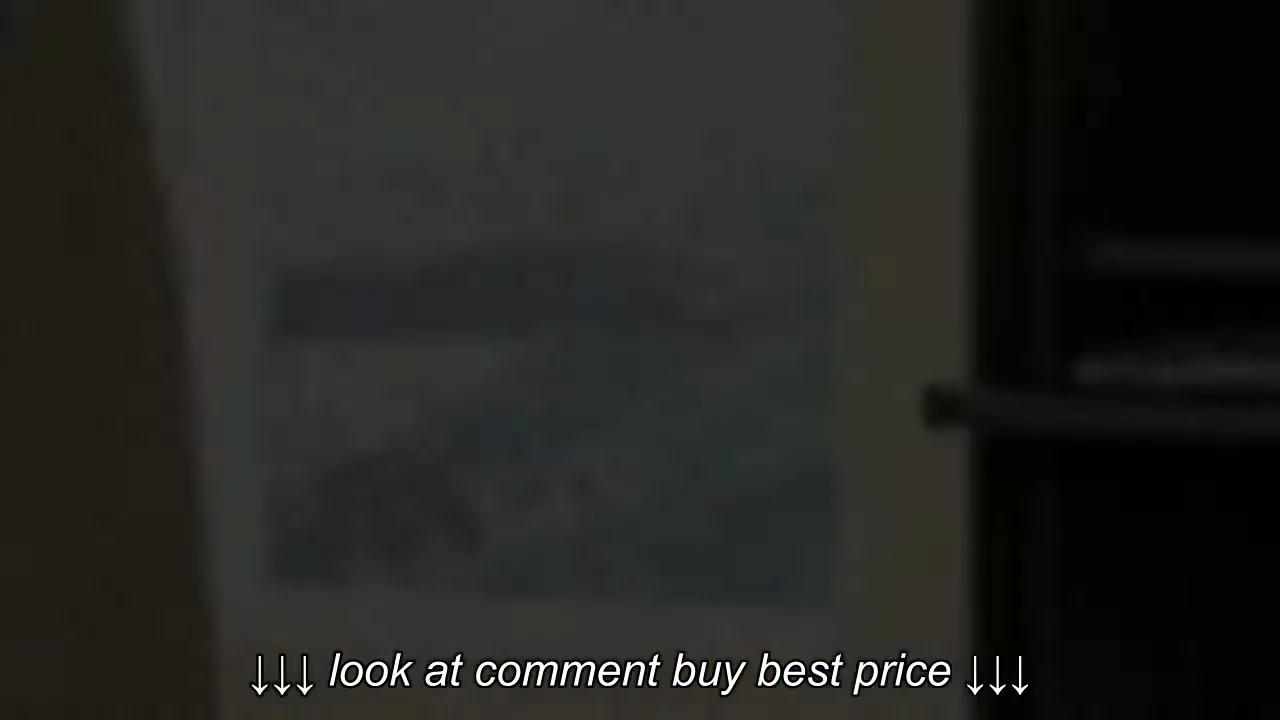 ↓↓↓ look at comment buy best price ↓↓↓